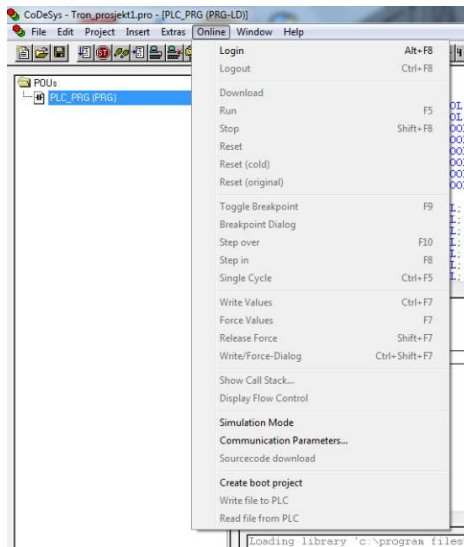 CoDeSys - Tron_prosjekt1.pro - [PLC_PRG (PRG-LD)]
File Edit Project Insert Extras Online Window Help
POUs
PLC_PRG (PRG)
Login Alt+F8
Logout Ctrl+F8
Download
Run F5
Stop Shift+F8
Reset
Reset (cold)
Reset (original)
Toggle Breakpoint F9
Breakpoint Dialog
Step over F10
Step in F8
Single Cycle Ctrl+F5
Write Values Ctrl+F7
Force Values F7
Release Force Shift+F7
Write/Force-Dialog Ctrl+Shift+F7
Show Call Stack...
Display Flow Control
Simulation Mode
Communication Parameters...
Sourcecode download
Create boot project
Write file to PLC
Read file from PLC
Loading library 'c:\program files